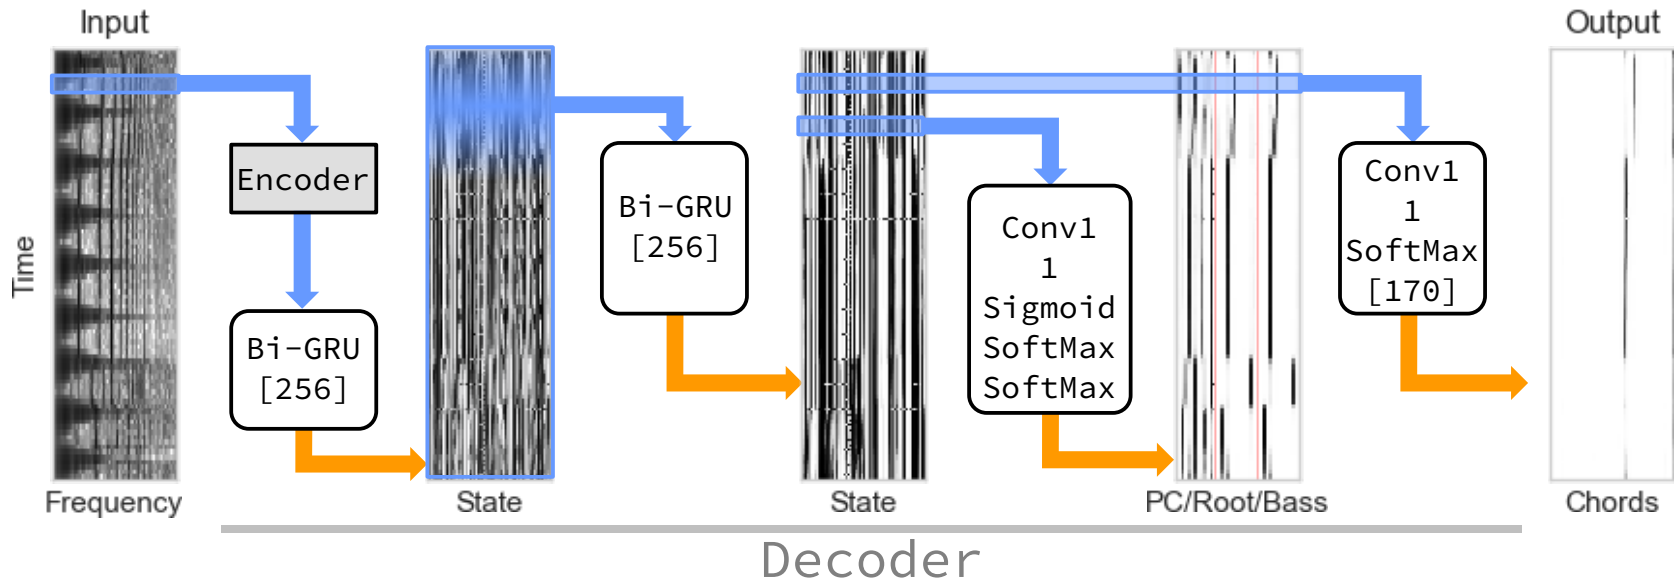 Input
Output
Time
Encoder
Bi-GRU
[256]
Bi-GRU
[256]
Conv1
1
Sigmoid
SoftMax
SoftMax
Conv1
1
SoftMax
[170]
Frequency
State
State
PC/Root/Bass
Chords
Decoder